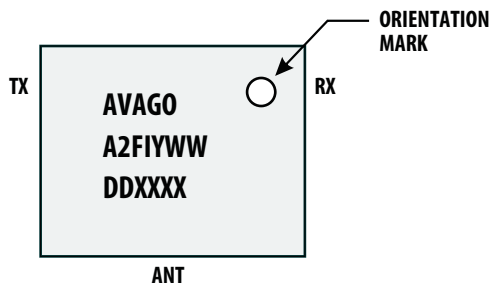 ORIENTATION
MARK
TX
RX
AVAGO
A2FIYWW
DDXXXX
ANT